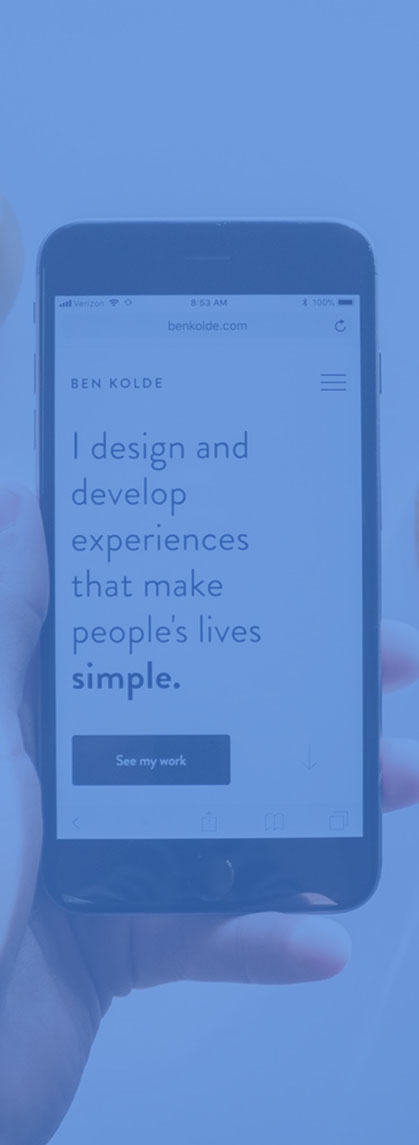 Verizon 8:53 AM 100%
benkolde.com
BEN KOLDE
I design and
develop
experiences
that make
people's lives
simple.
See my work